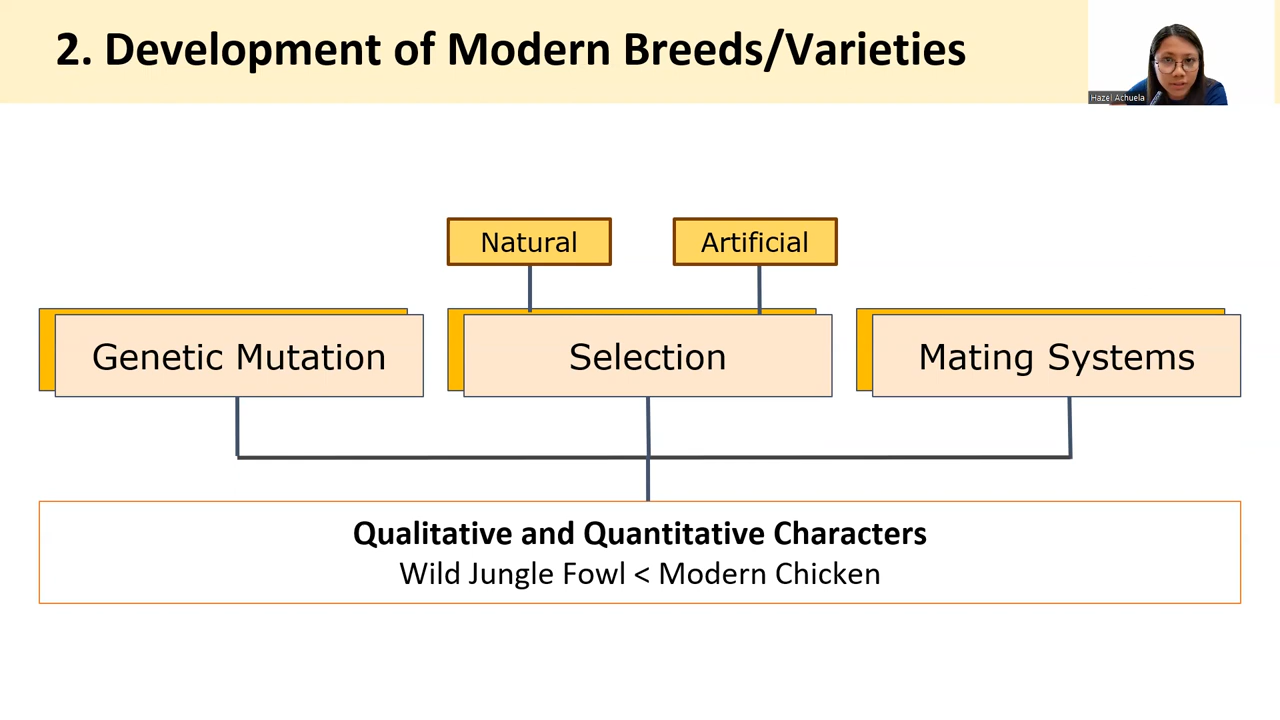 2. Development of Modern Breeds/Varieties
Hazel Achuela
Natural
Artificial
Genetic Mutation
Selection
Mating Systems
Qualitative and Quantitative Characters
Wild Jungle Fowl < Modern Chicken